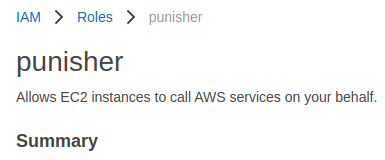 IAM > Roles > punisher
punisher
Allows EC2 instances to call AWS services on your behalf.
Summary